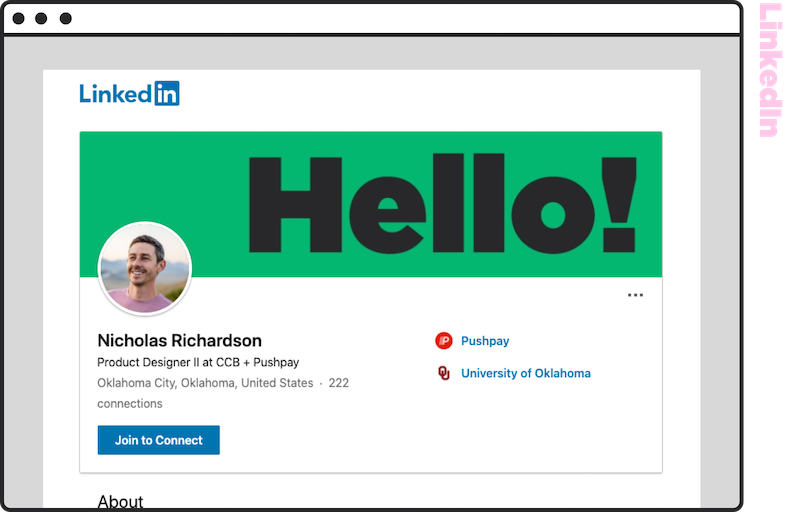 LinkedIn
LinkedIn
Hello!
Nicholas Richardson
Product Designer II at CCB + Pushpay
Oklahoma City, Oklahoma, United States · 222
connections
Join to Connect
Pushpay
University of Oklahoma
About